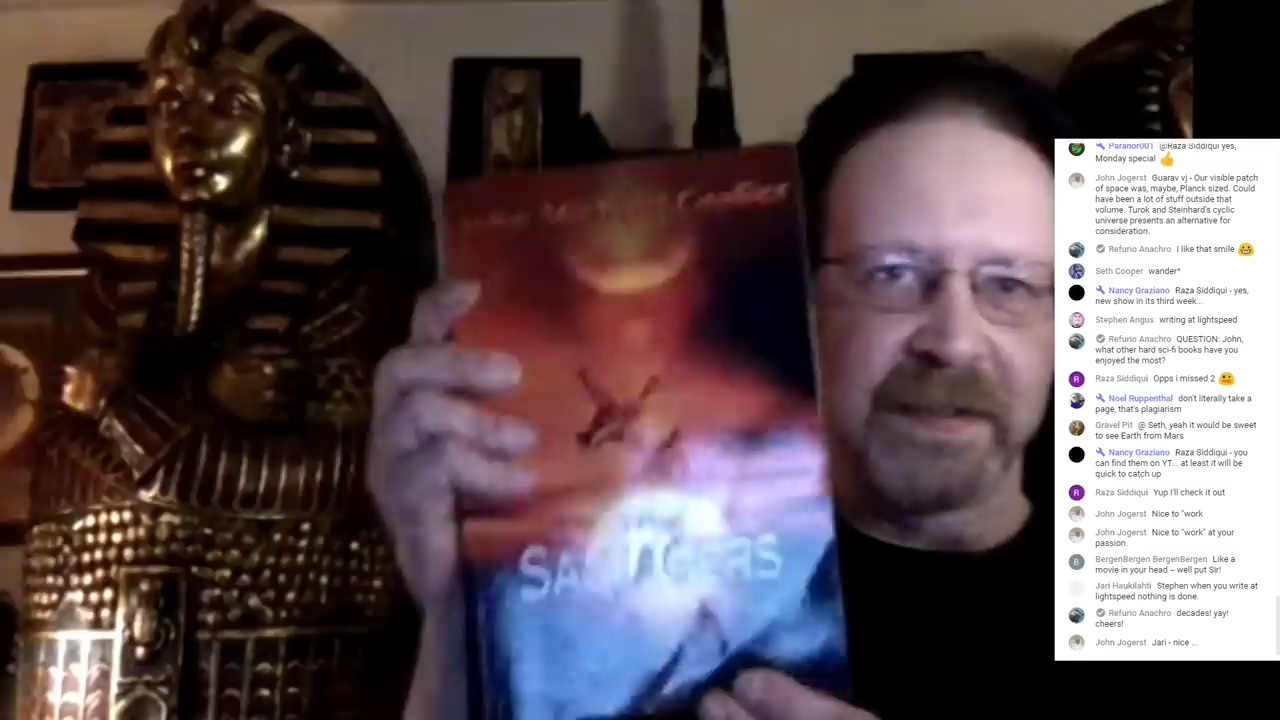 Paranor001 @Raza Siddiqui yes,
Monday special
John Jogerst Guarav vj - Our visible patch
of space was, maybe, Planck sized. Could
have been a lot of stuff outside that
volume. Turok and Steinhard's cyclic
universe presents an alternative for
consideration.
Refurio Anachro I like that smile
Seth Cooper wander*
Nancy Graziano Raza Siddiqui - yes,
new show in its third week...
Stephen Angus writing at lightspeed
Refurio Anachro QUESTION: John,
what other hard sci-fi books have you
enjoyed the most?
R Raza Siddiqui Opps i missed 2
Noel Ruppenthal don't literally take a
page, that's plagiarism
Gravel Pit @ Seth, yeah it would be sweet
to see Earth from Mars
Nancy Graziano Raza Siddiqui - you
can find them on YT... at least it will be
quick to catch up
R Raza Siddiqui Yup I'll check it out
John Jogerst Nice to "work
John Jogerst Nice to "work" at your
passion.
B BergenBergen BergenBergen Like a
movie in your head -- well put Sir!
Jari Haukilahti Stephen when you write at
lightspeed nothing is done.
Refurio Anachro decades! yay!
cheers!
John Jogerst Jari - nice ...